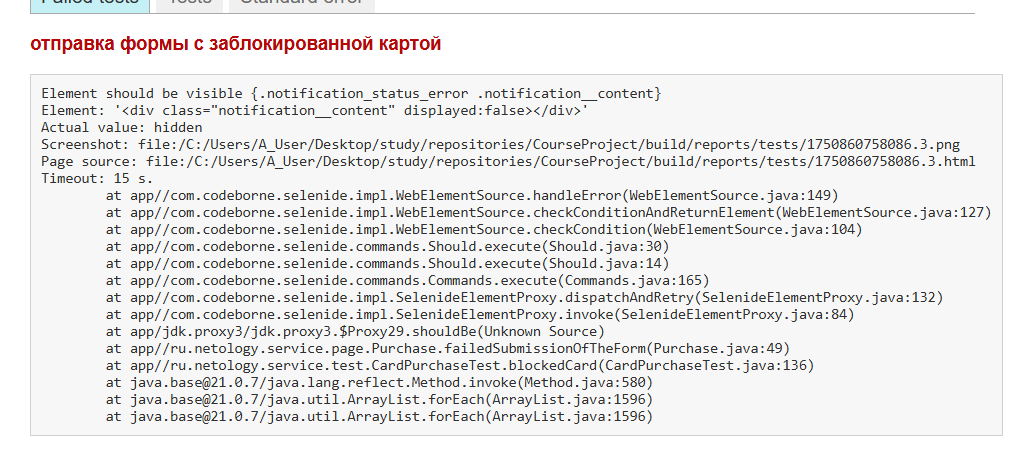 Failed tests Tests Standard error
отправка формы с заблокированной картой
Element should be visible {.notification_status_error .notification__content}
Element: '<div class="notification__content" displayed:false></div>'
Actual value: hidden
Screenshot: file:/C:/Users/A_User/Desktop/study/repositories/CourseProject/build/reports/tests/1750860758086.3.png
Page source: file:/C:/Users/A_User/Desktop/study/repositories/CourseProject/build/reports/tests/1750860758086.3.html
Timeout: 15 s.
at app//com.codeborne.selenide.impl.WebElementSource.handleError(WebElementSource.java:149)
at app//com.codeborne.selenide.impl.WebElementSource.checkConditionAndReturnElement(WebElementSource.java:127)
at app//com.codeborne.selenide.impl.WebElementSource.checkCondition(WebElementSource.java:104)
at app//com.codeborne.selenide.commands.Should.execute(Should.java:30)
at app//com.codeborne.selenide.commands.Should.execute(Should.java:14)
at app//com.codeborne.selenide.commands.Commands.execute(Commands.java:165)
at app//com.codeborne.selenide.impl.SelenideElementProxy.dispatchAndRetry(SelenideElementProxy.java:132)
at app//com.codeborne.selenide.impl.SelenideElementProxy.invoke(SelenideElementProxy.java:84)
at app/jdk.proxy3/jdk.proxy3.$Proxy29.shouldBe(Unknown Source)
at app//ru.netology.service.page.Purchase.failedSubmissionOfTheForm(Purchase.java:49)
at app//ru.netology.service.test.CardPurchaseTest.blockedCard(CardPurchaseTest.java:136)
at java.base@21.0.7/java.lang.reflect.Method.invoke(Method.java:580)
at java.base@21.0.7/java.util.ArrayList.forEach(ArrayList.java:1596)
at java.base@21.0.7/java.util.ArrayList.forEach(ArrayList.java:1596)